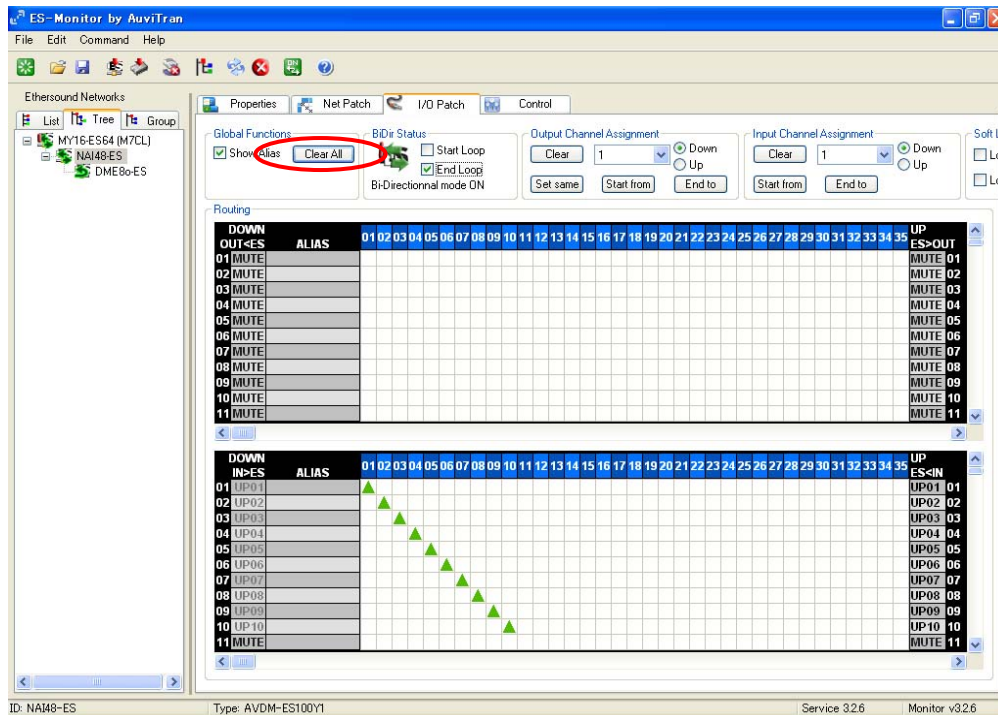 ES-Monitor by AuviTran
File Edit Command Help
Ethersound Networks
List Tree Group
MY16-ES64 (M7CL)
NAI48-ES
DME8o-ES
Properties Net Patch I/O Patch Control
Global Functions
Show Alias Clear All
BiDir Status
Start Loop
End Loop
Bi-Directionnal mode ON
Output Channel Assignment
Clear 1 Down
Up
Set same Start from End to
Input Channel Assignment
Clear 1 Down
Up
Start from End to
Routing
DOWN
OUT<ES ALIAS 01 02 03 04 05 06 07 08 09 10 11 12 13 14 15 16 17 18 19 20 21 22 23 24 25 26 27 28 29 30 31 32 33 34 35 UP
ES>OUT
01 MUTE MUTE 01
02 MUTE MUTE 02
03 MUTE MUTE 03
04 MUTE MUTE 04
05 MUTE MUTE 05
06 MUTE MUTE 06
07 MUTE MUTE 07
08 MUTE MUTE 08
09 MUTE MUTE 09
10 MUTE MUTE 10
11 MUTE MUTE 11
DOWN
IN>ES ALIAS 01 02 03 04 05 06 07 08 09 10 11 12 13 14 15 16 17 18 19 20 21 22 23 24 25 26 27 28 29 30 31 32 33 34 35 UP
ES<IN
01 UP01 UP01 01
02 UP02 UP02 02
03 UP03 UP03 03
04 UP04 UP04 04
05 UP05 UP05 05
06 UP06 UP06 06
07 UP07 UP07 07
08 UP08 UP08 08
09 UP09 UP09 09
10 UP10 UP10 10
11 MUTE MUTE 11
ID: NAI48-ES Type: AVDM-ES100Y1 Service 3.2.6 Monitor v3.2.6